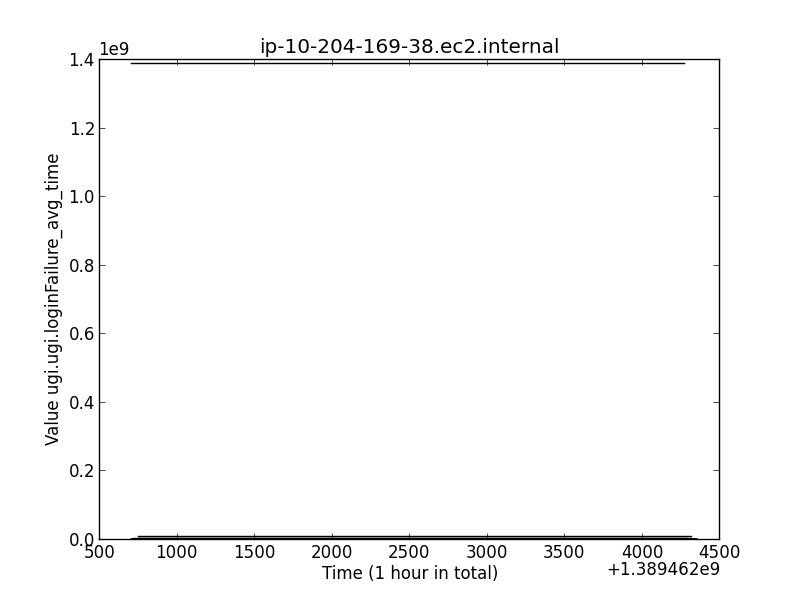 ip-10-204-169-38.ec2.internal
1e9
1.4
1.2
1.0
0.8
0.6
0.4
0.2
0.0
Value ugi.ugi.loginFailure_avg_time
500 1000 1500 2000 2500 3000 3500 4000 4500
Time (1 hour in total)
+1.389462e9